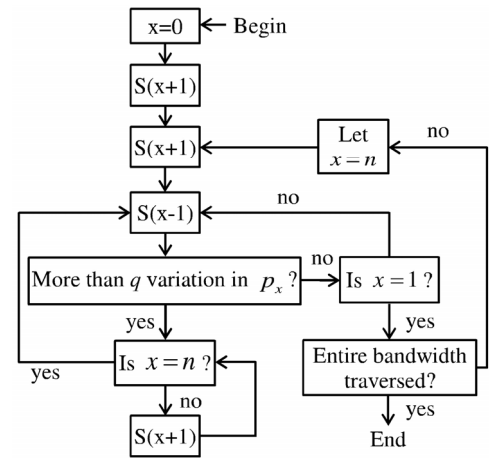 x=0
Begin
S(x+1)
S(x+1)
Let
x = n
no
S(x-1)
no
More than q variation in pₓ ?
no
Is x = 1 ?
yes
yes
Is x = n ?
yes
Entire bandwidth
traversed?
no
S(x+1)
yes
End